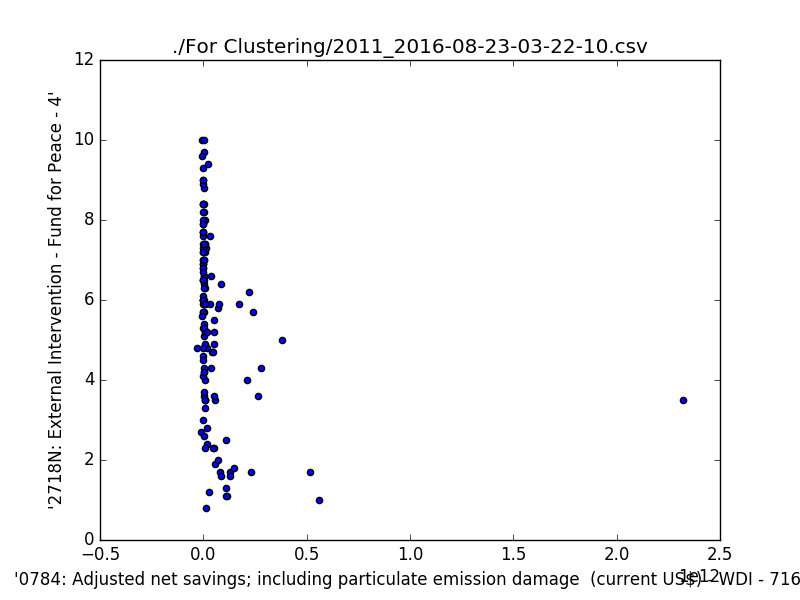 ./For Clustering/2011_2016-08-23-03-22-10.csv
'2718N: External Intervention - Fund for Peace - 4'
12
10
8
6
4
2
0
−0.5 0.0 0.5 1.0 1.5 2.0 2.5
1e12
'0784: Adjusted net savings; including particulate emission damage (current US$) - WDI - 716